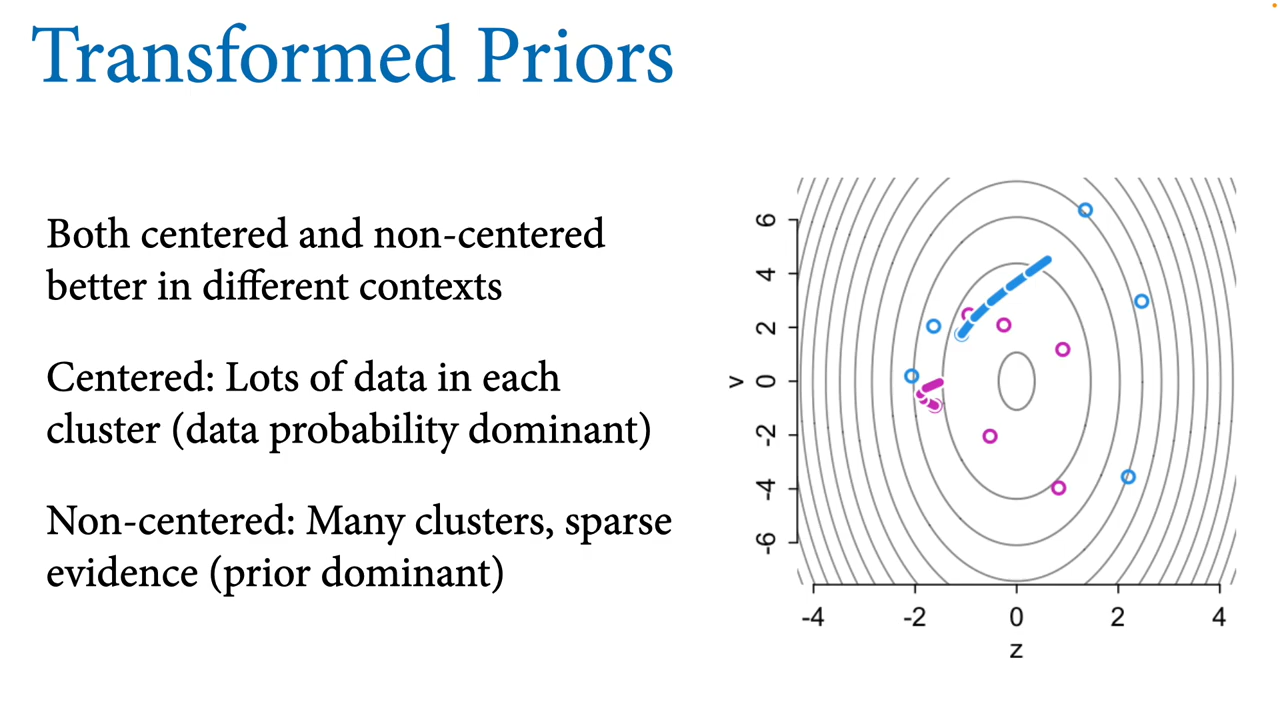 Transformed Priors
Both centered and non-centered
better in different contexts
Centered: Lots of data in each
cluster (data probability dominant)
Non-centered: Many clusters, sparse
evidence (prior dominant)
6
4
2
0
-2
-4
-6
v
-4 -2 0 2 4
z